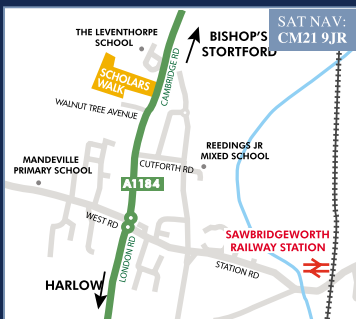 SAT NAV:
CM21 9JR
THE LEVENTHORPE
SCHOOL
BISHOP'S
STORTFORD
CAMBRIDGE RD
SCHOLARS
WALK
WALNUT TREE AVENUE
REEDINGS JR
MIXED SCHOOL
MANDEVILLE
PRIMARY SCHOOL
CUTFORTH RD
A1184
WEST RD
SAWBRIDGEWORTH
RAILWAY STATION
LONDON RD
STATION RD
HARLOW